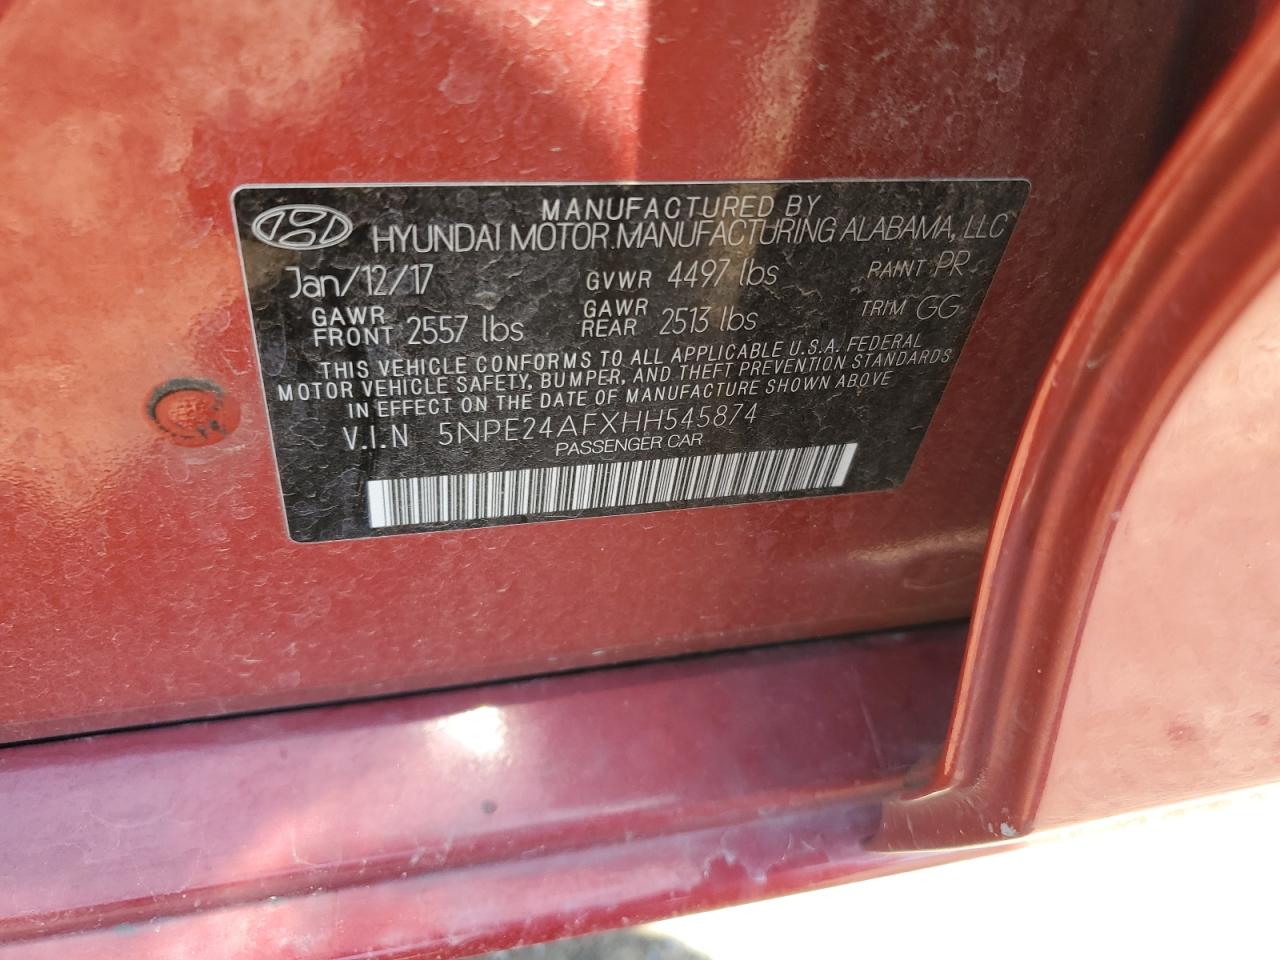 MANUFACTURED BY
HYUNDAI MOTOR MANUFACTURING ALABAMA, LLC
Jan/12/17 GVWR 4497 lbs PAINT PR
GAWR FRONT 2557 lbs GAWR REAR 2513 lbs TRIM GG
THIS VEHICLE CONFORMS TO ALL APPLICABLE U.S.A. FEDERAL
MOTOR VEHICLE SAFETY, BUMPER, AND THEFT PREVENTION STANDARDS
IN EFFECT ON THE DATE OF MANUFACTURE SHOWN ABOVE
V.I.N 5NPE24AFXHH545874
PASSENGER CAR